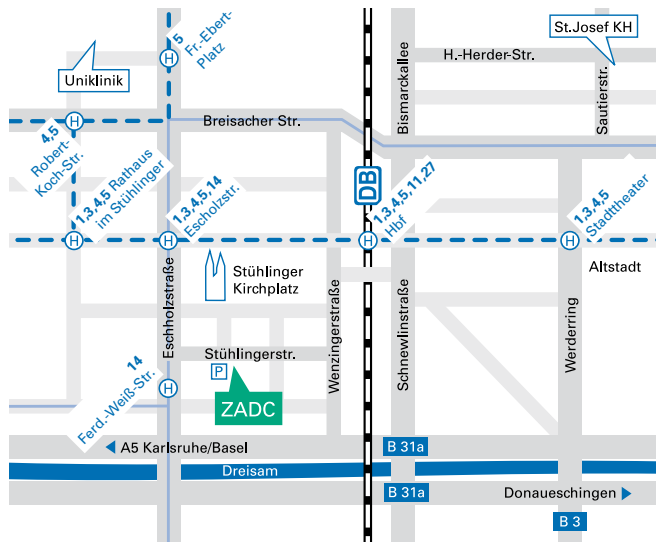 5
Fr.-Ebert-
Platz
St.Josef KH
H.-Herder-Str.
Uniklinik
Bismarckallee
Sautierstr.
Breisacher Str.
4,5
Robert-
Koch-Str.
1,3,4,5 Rathaus
im Stühlinger
1,3,4,5,14
Escholzstr.
DB
1,3,4,5,11,27
Hbf
1,3,4,5
Stadttheater
H
H
H
H
H
H
H
Altstadt
Stühlinger
Kirchplatz
Eschholzstraße
Wenzingerstraße
Schnewlinstraße
Werderring
Stühlingerstr.
P
ZADC
14
Ferd.-Weiß-Str.
A5 Karlsruhe/Basel
B 31a
Dreisam
B 31a
Donaueschingen
B 3